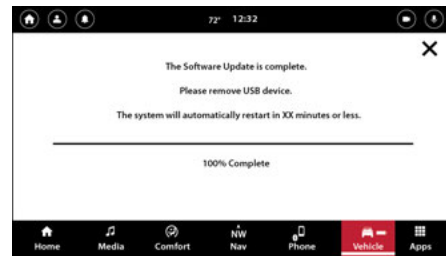 72° 12:32
The Software Update is complete.
Please remove USB device.
The system will automatically restart in XX minutes or less.
100% Complete
NW
Home Media Comfort Nav Phone Vehicle Apps